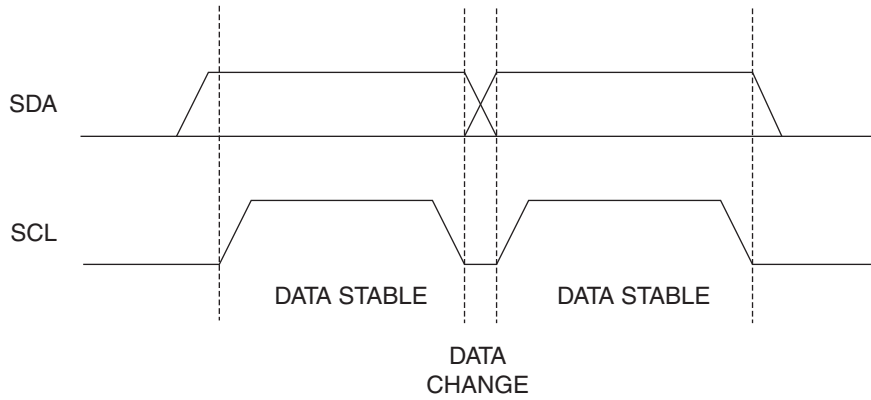 SDA
SCL
DATA STABLE
DATA STABLE
DATA
CHANGE